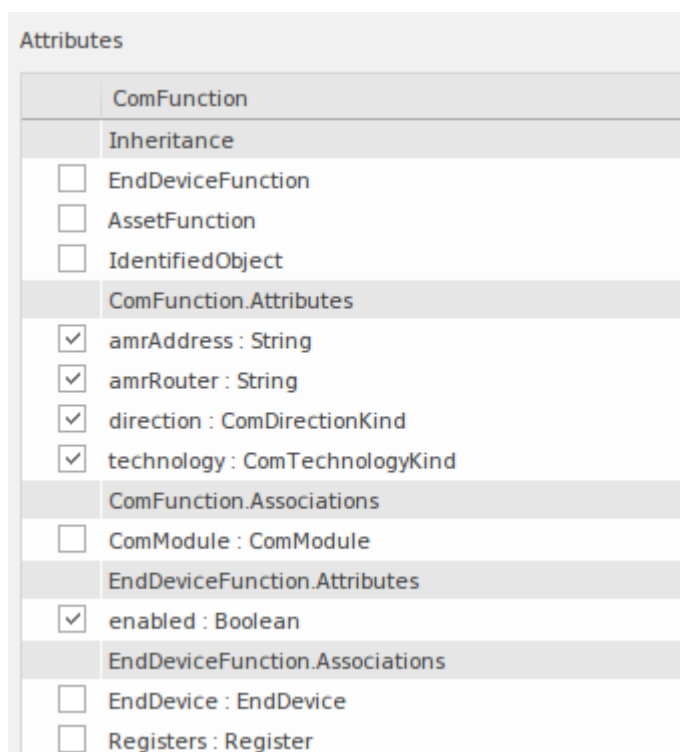 Attributes
ComFunction
Inheritance
EndDeviceFunction
AssetFunction
IdentifiedObject
ComFunction.Attributes
amrAddress : String
amrRouter : String
direction : ComDirectionKind
technology : ComTechnologyKind
ComFunction.Associations
ComModule : ComModule
EndDeviceFunction.Attributes
enabled : Boolean
EndDeviceFunction.Associations
EndDevice : EndDevice
Registers : Register